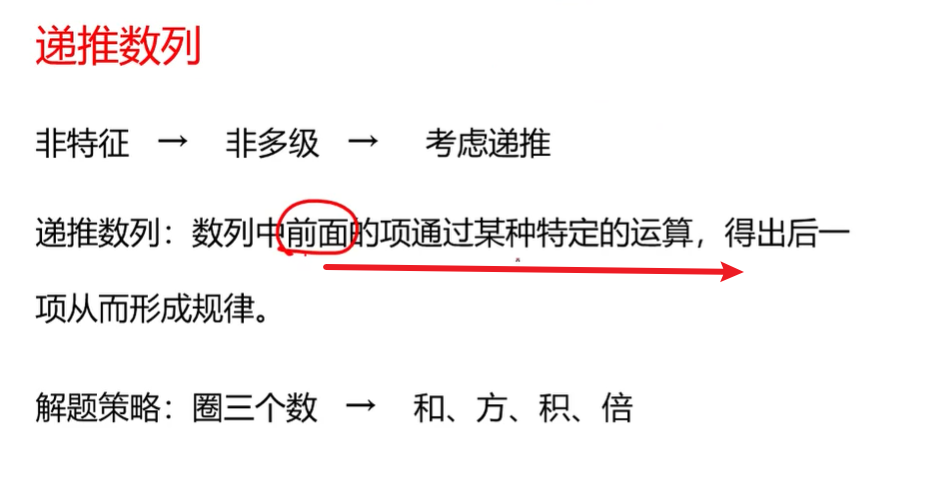 递推数列
非特征 → 非多级 → 考虑递推
递推数列：数列中前面的项通过某种特定的运算，得出后一
项从而形成规律。
解题策略：圈三个数 → 和、方、积、倍